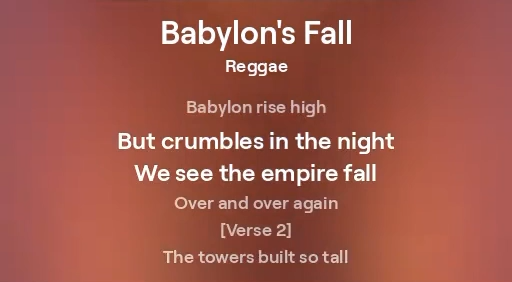 Babylon's Fall
Reggae
Babylon rise high
But crumbles in the night
We see the empire fall
Over and over again
[Verse 2]
The towers built so tall